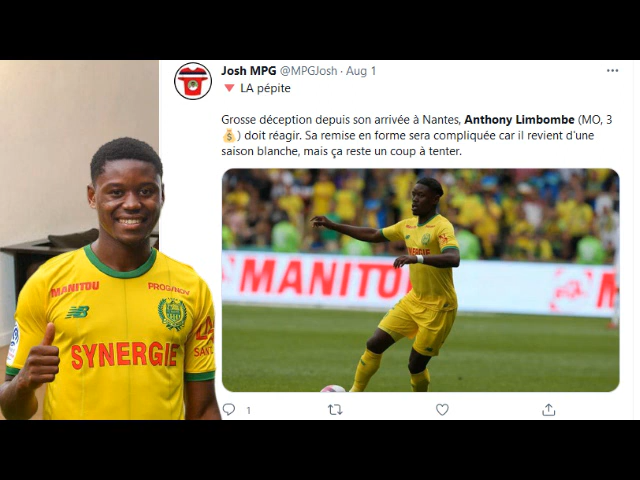 Josh MPG @MPGJosh · Aug 1
🔻 LA pépite
Grosse déception depuis son arrivée à Nantes, Anthony Limbombe (MO, 3
💰) doit réagir. Sa remise en forme sera compliquée car il revient d'une
saison blanche, mais ça reste un coup à tenter.
MANITOU
1
MANITOU
PROGINOV
SYNERGIE